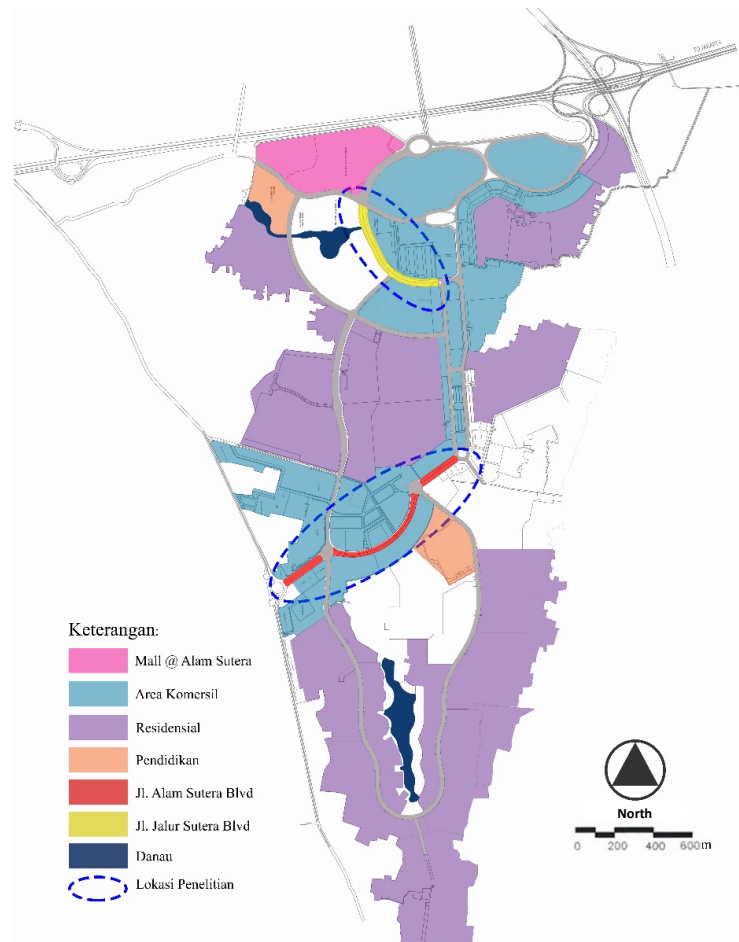 TO JAKARTA
Keterangan:
Mall @ Alam Sutera
Area Komersil
Residensial
Pendidikan
Jl. Alam Sutera Blvd
Jl. Jalur Sutera Blvd
Danau
Lokasi Penelitian
North
0 200 400 600m